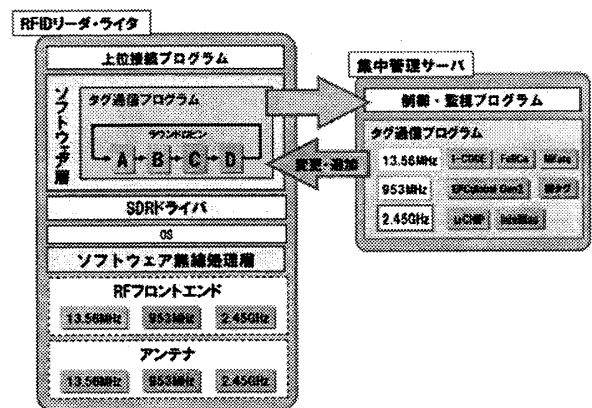 RFIDリーダ・ライタ
上位接続プログラム
ソフトウェア層
タグ通信プログラム
ラウンドロビン
A B C D
SDRドライバ
OS
ソフトウェア無線処理層
RFフロントエンド
13.56MHz 953MHz 2.45GHz
アンテナ
13.56MHz 953MHz 2.45GHz
変更・追加
集中管理サーバ
制御・監視プログラム
タグ通信プログラム
13.56MHz I-CODE FeliCa Mifare
953MHz EPCglobal Gen2
2.45GHz μCHIP Intellitag